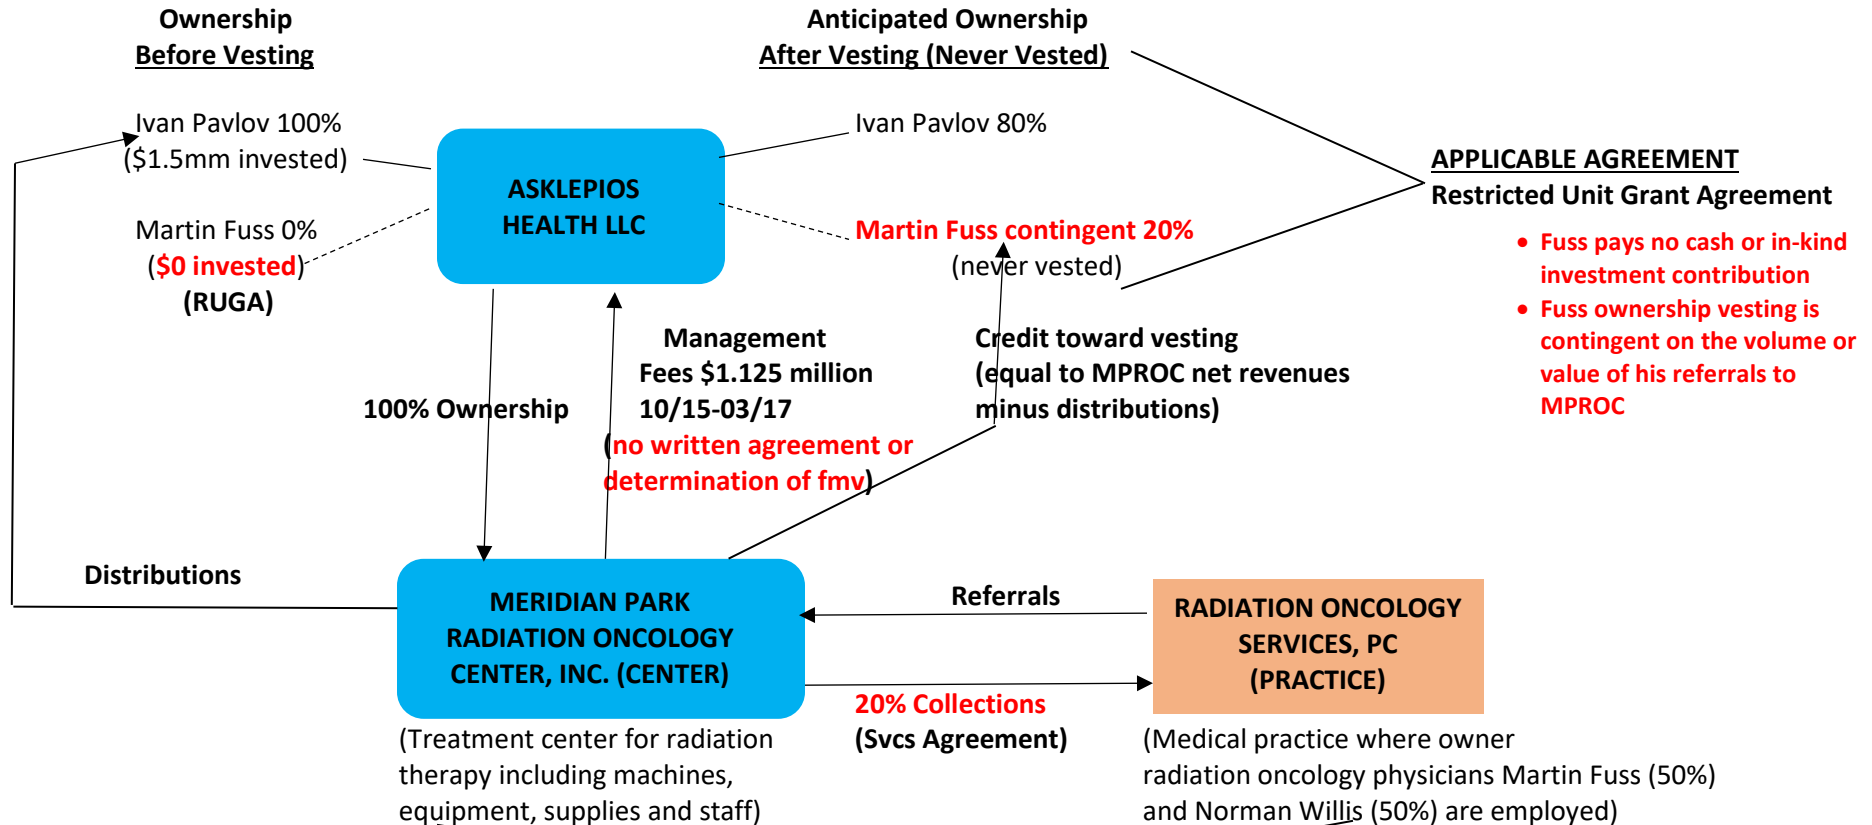 Ownership
Before Vesting
Anticipated Ownership
After Vesting (Never Vested)
Ivan Pavlov 100%
($1.5mm invested)
Martin Fuss 0%
($0 invested)
(RUGA)
ASKLEPIOS
HEALTH LLC
Ivan Pavlov 80%
Martin Fuss contingent 20%
(never vested)
APPLICABLE AGREEMENT
Restricted Unit Grant Agreement
• Fuss pays no cash or in-kind
investment contribution
• Fuss ownership vesting is
contingent on the volume or
value of his referrals to
MPROC
100% Ownership
Management
Fees $1.125 million
10/15-03/17
(no written agreement or
determination of fmv)
Credit toward vesting
(equal to MPROC net revenues
minus distributions)
Distributions
MERIDIAN PARK
RADIATION ONCOLOGY
CENTER, INC. (CENTER)
Referrals
20% Collections
(Svcs Agreement)
RADIATION ONCOLOGY
SERVICES, PC
(PRACTICE)
(Treatment center for radiation
therapy including machines,
equipment, supplies and staff)
(Medical practice where owner
radiation oncology physicians Martin Fuss (50%)
and Norman Willis (50%) are employed)